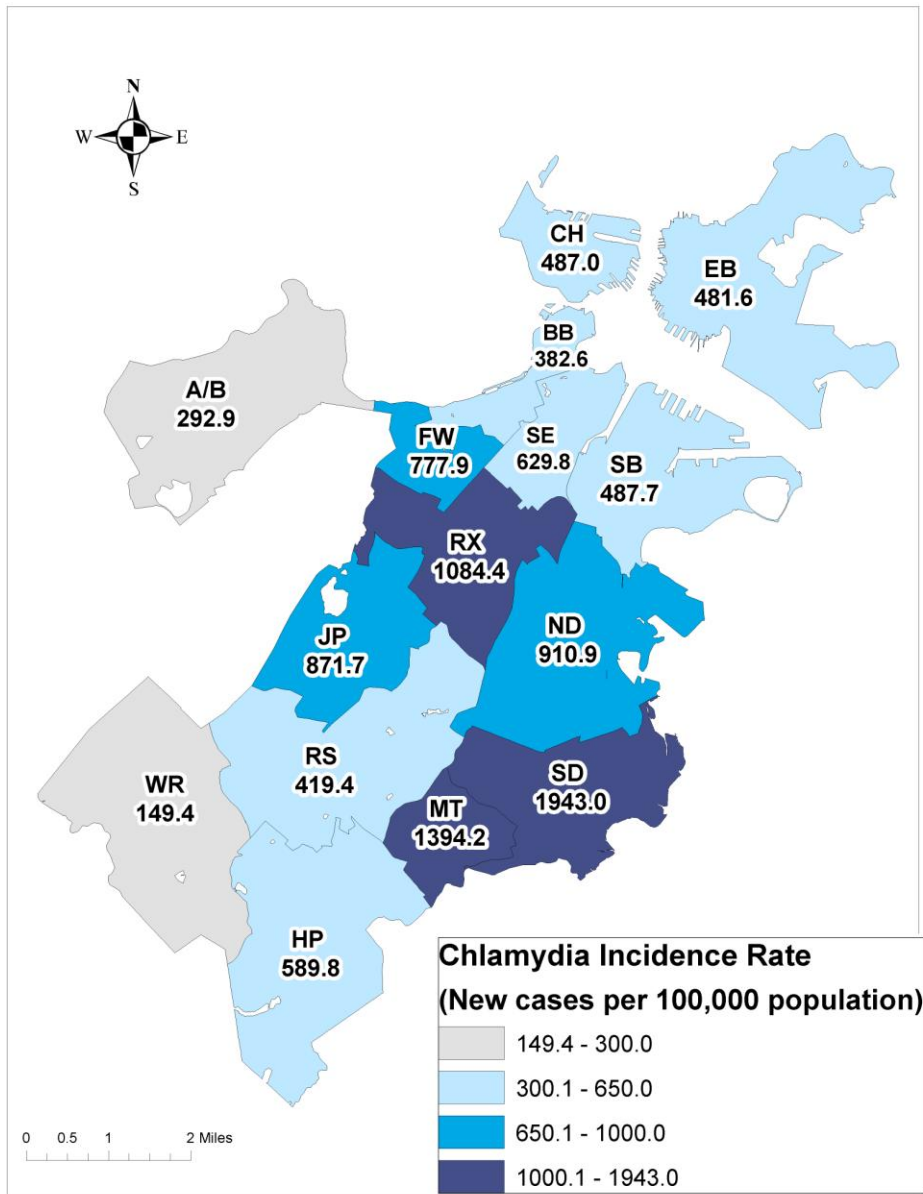 N
W E
S
CH
487.0
EB
481.6
BB
382.6
A/B
292.9
FW
777.9
SE
629.8
SB
487.7
RX
1084.4
JP
871.7
ND
910.9
RS
419.4
WR
149.4
SD
1943.0
MT
1394.2
HP
589.8
Chlamydia Incidence Rate
(New cases per 100,000 population)
149.4 - 300.0
300.1 - 650.0
650.1 - 1000.0
1000.1 - 1943.0
0 0.5 1 2 Miles